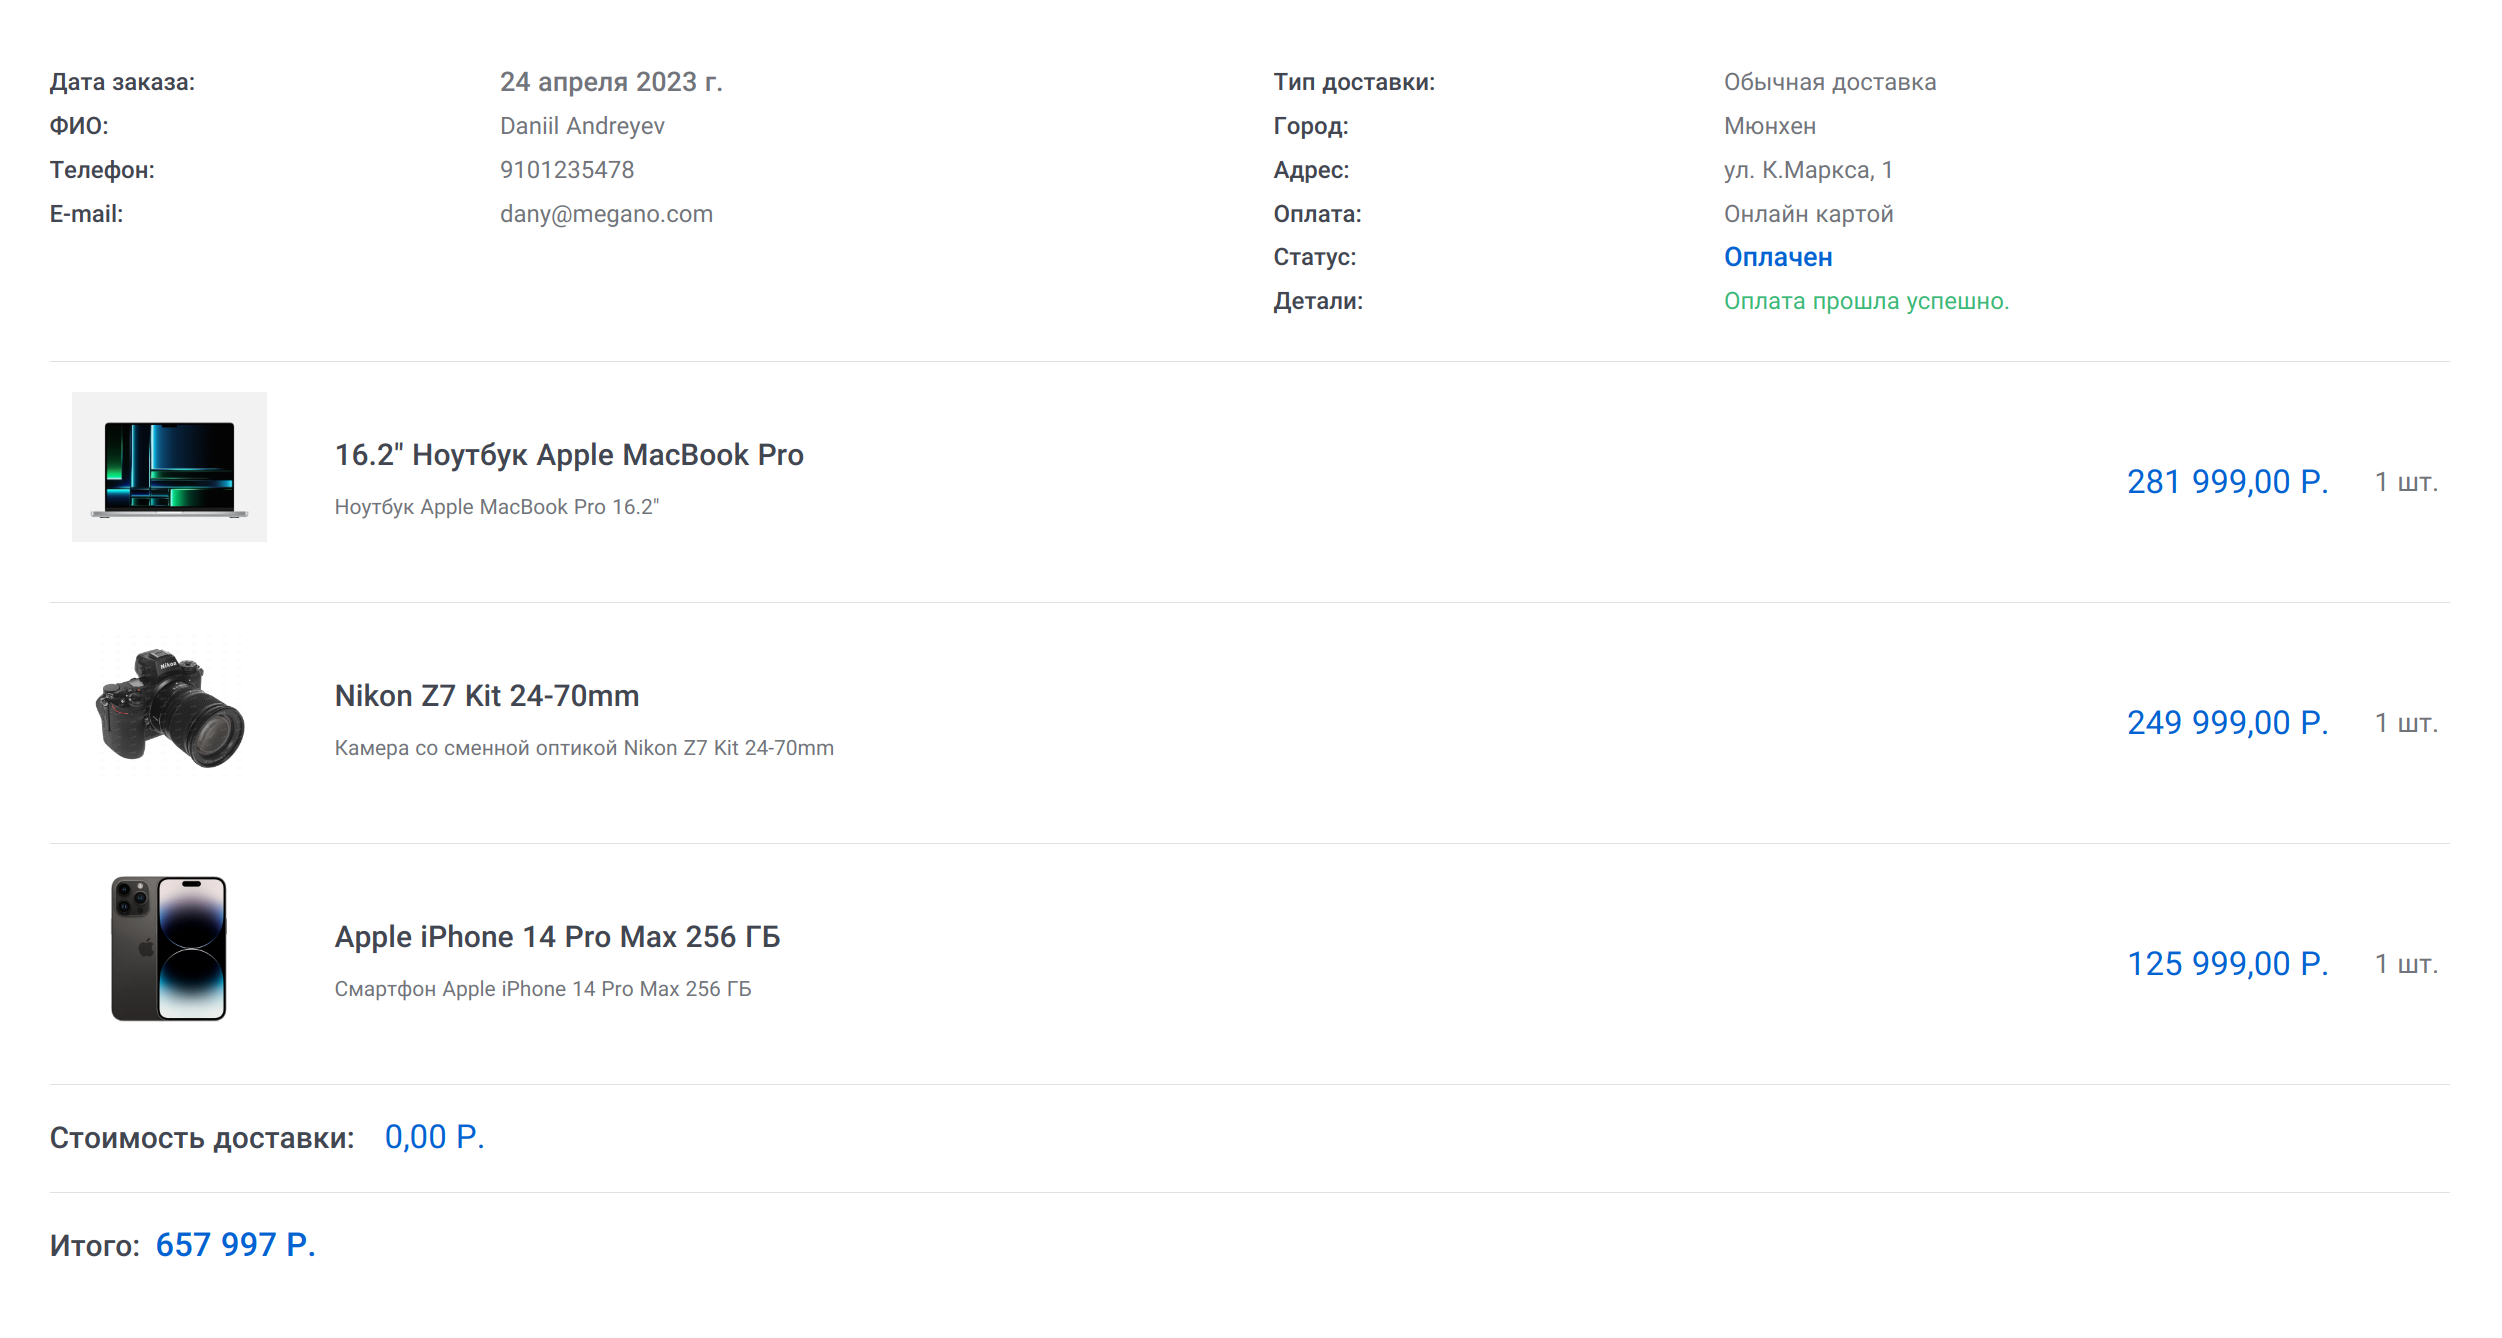 Дата заказа: 24 апреля 2023 г.
ФИО: Daniil Andreyev
Телефон: 9101235478
E-mail: dany@megano.com
Тип доставки: Обычная доставка
Город: Мюнхен
Адрес: ул. К.Маркса, 1
Оплата: Онлайн картой
Статус: Оплачен
Детали: Оплата прошла успешно.
16.2" Ноутбук Apple MacBook Pro
Ноутбук Apple MacBook Pro 16.2"
281 999,00 Р. 1 шт.
Nikon
Nikon Z7 Kit 24-70mm
Камера со сменной оптикой Nikon Z7 Kit 24-70mm
249 999,00 Р. 1 шт.
Apple iPhone 14 Pro Max 256 ГБ
Смартфон Apple iPhone 14 Pro Max 256 ГБ
125 999,00 Р. 1 шт.
Стоимость доставки: 0,00 Р.
Итого: 657 997 Р.